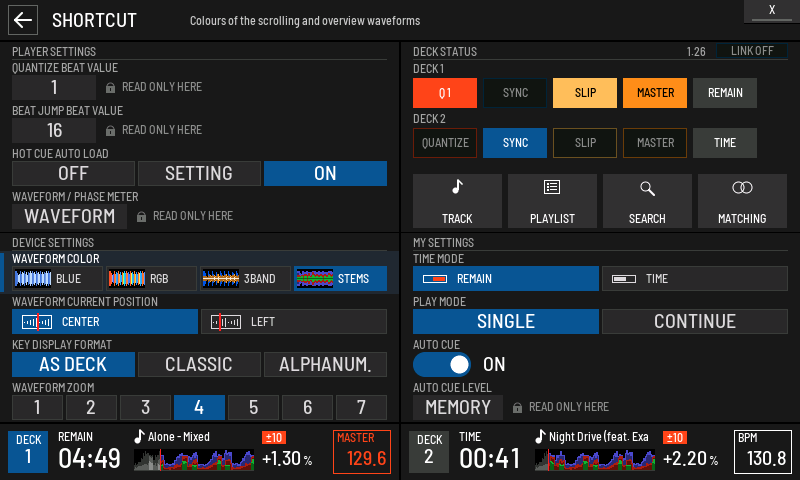 SHORTCUT
Colours of the scrolling and overview waveforms
X
PLAYER SETTINGS
QUANTIZE BEAT VALUE
1
READ ONLY HERE
BEAT JUMP BEAT VALUE
16
READ ONLY HERE
HOT CUE AUTO LOAD
OFF
SETTING
ON
WAVEFORM / PHASE METER
WAVEFORM
READ ONLY HERE
DECK STATUS
1.26
LINK OFF
DECK 1
Q 1
SYNC
SLIP
MASTER
REMAIN
DECK 2
QUANTIZE
SYNC
SLIP
MASTER
TIME
TRACK
PLAYLIST
SEARCH
MATCHING
DEVICE SETTINGS
WAVEFORM COLOR
BLUE
RGB
3BAND
STEMS
WAVEFORM CURRENT POSITION
CENTER
LEFT
KEY DISPLAY FORMAT
AS DECK
CLASSIC
ALPHANUM.
WAVEFORM ZOOM
1
2
3
4
5
6
7
MY SETTINGS
TIME MODE
REMAIN
TIME
PLAY MODE
SINGLE
CONTINUE
AUTO CUE
ON
AUTO CUE LEVEL
MEMORY
READ ONLY HERE
DECK
1
REMAIN
04:49
Alone - Mixed
±10
+1.30 %
MASTER
129.6
DECK
2
TIME
00:41
Night Drive (feat. Exa
±10
+2.20 %
BPM
130.8